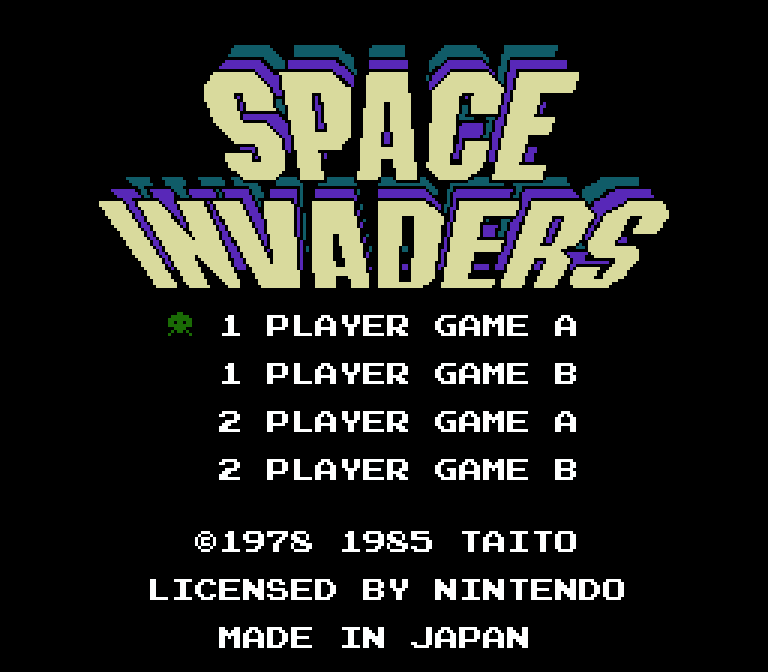 SPACE
INVADERS
1 PLAYER GAME A
1 PLAYER GAME B
2 PLAYER GAME A
2 PLAYER GAME B
©1978 1985 TAITO
LICENSED BY NINTENDO
MADE IN JAPAN